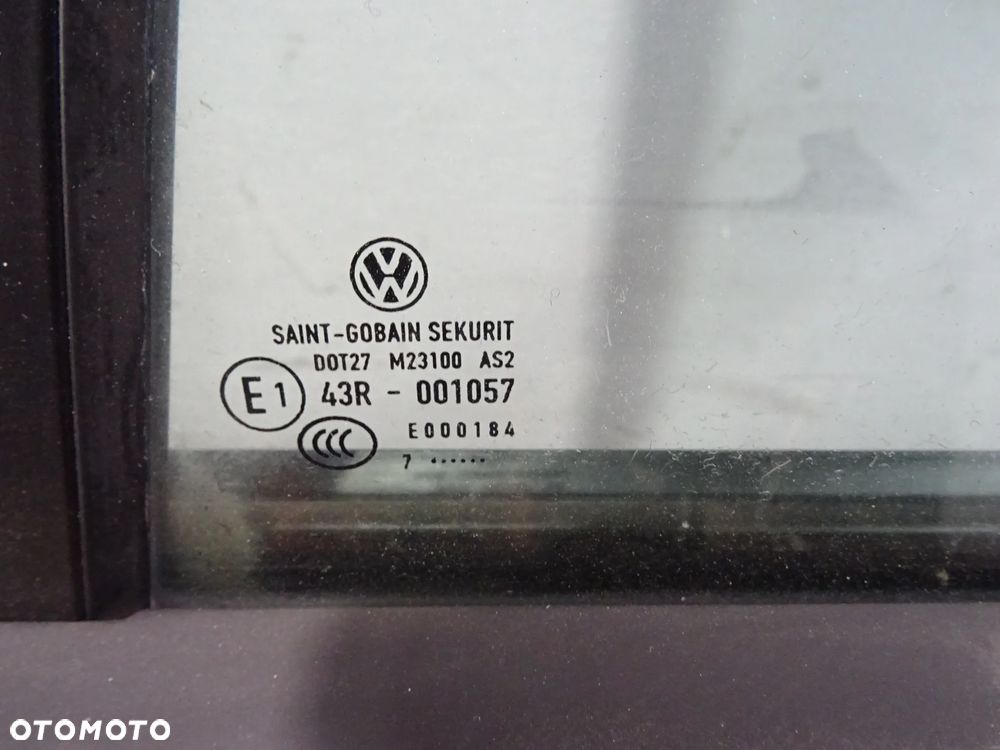 SAINT-GOBAIN SEKURIT
DOT27 M23100 AS2
E1 43R - 001057
CCC E000184
7 ••••••
OTOMOTO